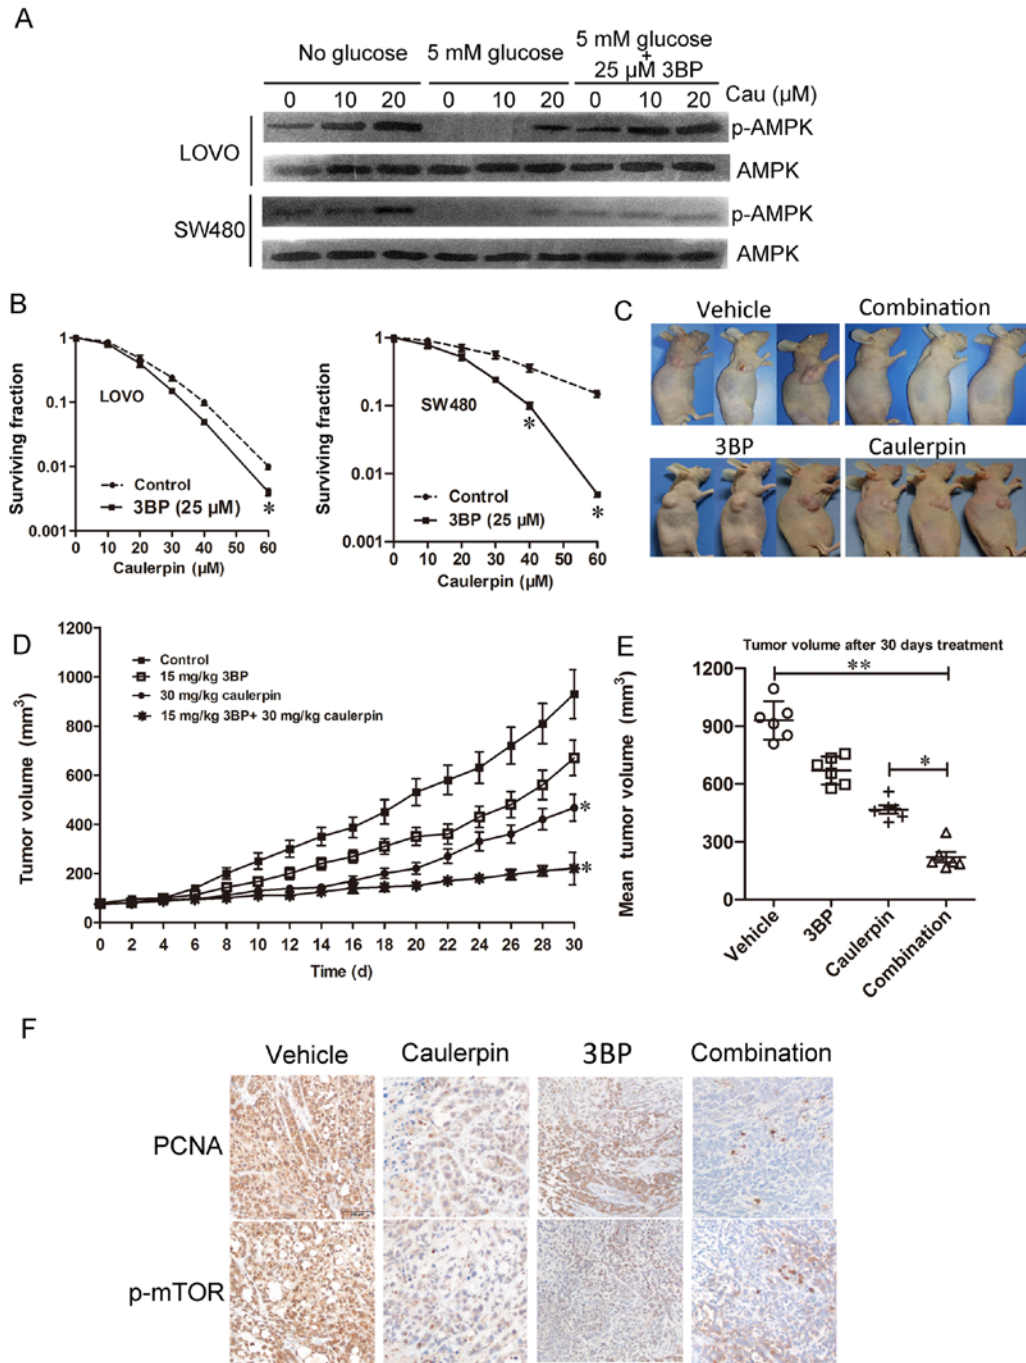 A
No glucose 5 mM glucose 5 mM glucose
+
25 µM 3BP
0 10 20 0 10 20 0 10 20 Cau (µM)
LOVO
p-AMPK
AMPK
SW480
p-AMPK
AMPK
B
Surviving fraction
1
0.1
0.01
0.001
LOVO
Control
3BP (25 µM)
*
0 10 20 30 40 50 60
Caulerpin (µM)
Surviving fraction
1
0.1
0.01
0.001
SW480
Control
3BP (25 µM)
*
*
0 10 20 30 40 50 60
Caulerpin (µM)
C
Vehicle Combination
3BP Caulerpin
D
Tumor volume (mm³)
1200
1000
800
600
400
200
0
Control
15 mg/kg 3BP
30 mg/kg caulerpin
15 mg/kg 3BP+ 30 mg/kg caulerpin
*
*
0 2 4 6 8 10 12 14 16 18 20 22 24 26 28 30
Time (d)
E
Tumor volume after 30 days treatment
Mean tumor volume (mm³)
1200
900
600
300
0
**
*
Vehicle
3BP
Caulerpin
Combination
F
Vehicle Caulerpin 3BP Combination
PCNA
p-mTOR